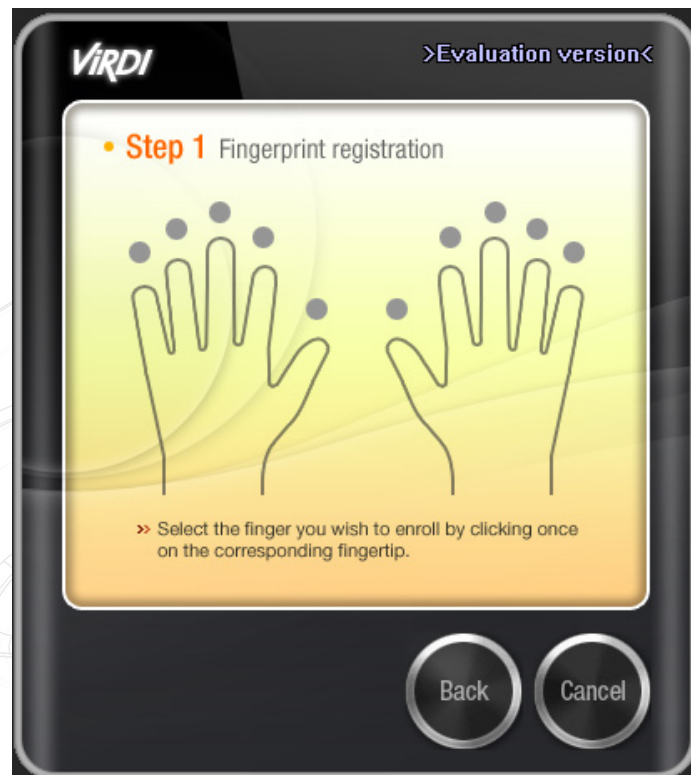 ViRDI
>Evaluation version<
• Step 1 Fingerprint registration
» Select the finger you wish to enroll by clicking once
on the corresponding fingertip.
Back
Cancel